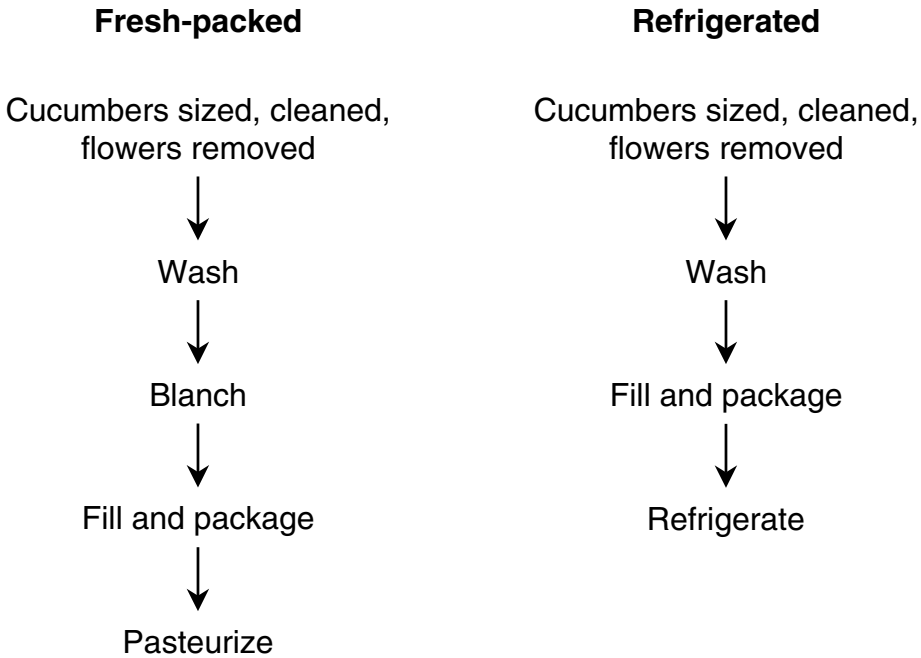 Fresh-packed
Cucumbers sized, cleaned,
flowers removed
Wash
Blanch
Fill and package
Pasteurize
Refrigerated
Cucumbers sized, cleaned,
flowers removed
Wash
Fill and package
Refrigerate